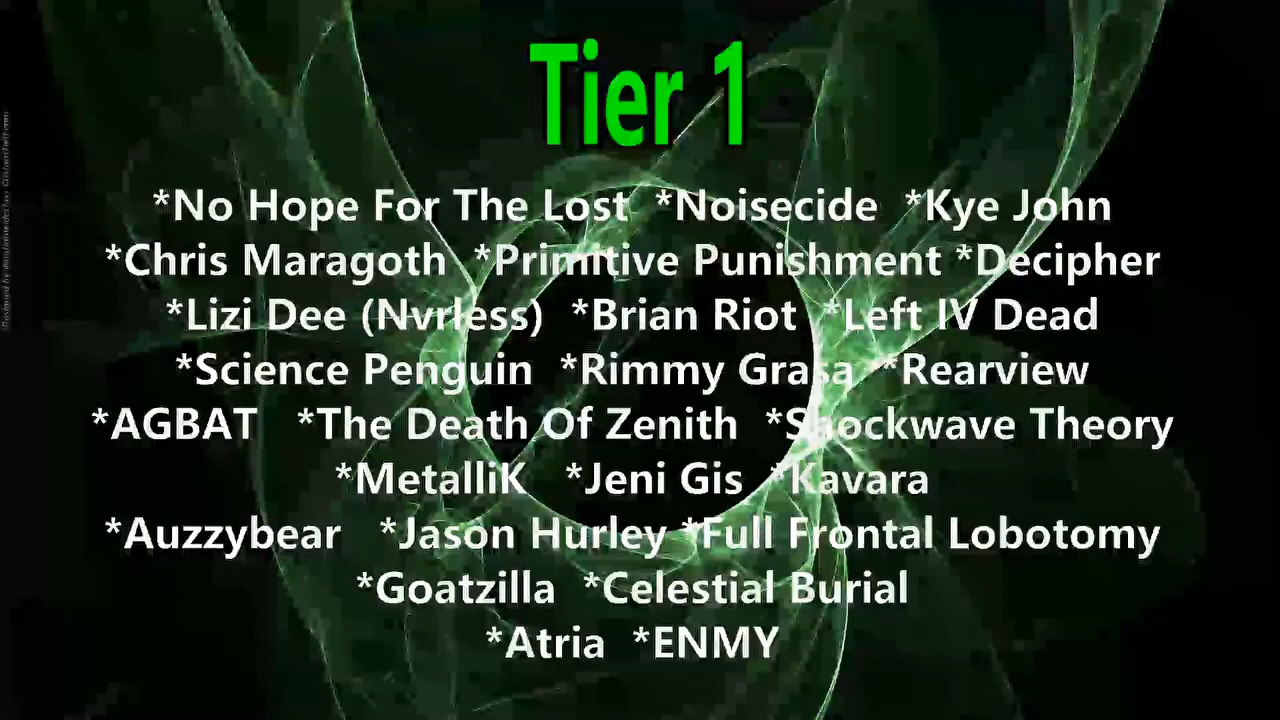 Tier 1
*No Hope For The Lost *Noisecide *Kye John
*Chris Maragoth *Primitive Punishment *Decipher
*Lizi Dee (Nvrless) *Brian Riot *Left IV Dead
*Science Penguin *Rimmy Grasa *Rearview
*AGBAT *The Death Of Zenith *Shockwave Theory
*MetalliK *Jeni Gis *Kavara
*Auzzybear *Jason Hurley *Full Frontal Lobotomy
*Goatzilla *Celestial Burial
*Atria *ENMY